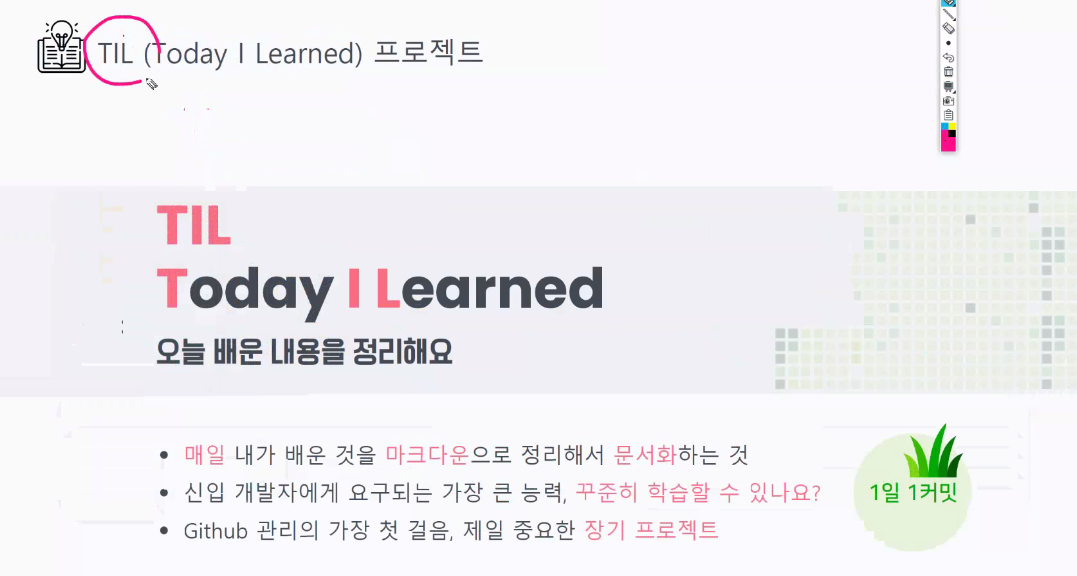 TIL (Today I Learned) 프로젝트
TIL
Today I Learned
오늘 배운 내용을 정리해요
매일 내가 배운 것을 마크다운으로 정리해서 문서화하는 것
신입 개발자에게 요구되는 가장 큰 능력, 꾸준히 학습할 수 있나요?
Github 관리의 가장 첫 걸음, 제일 중요한 장기 프로젝트
1일 1커밋